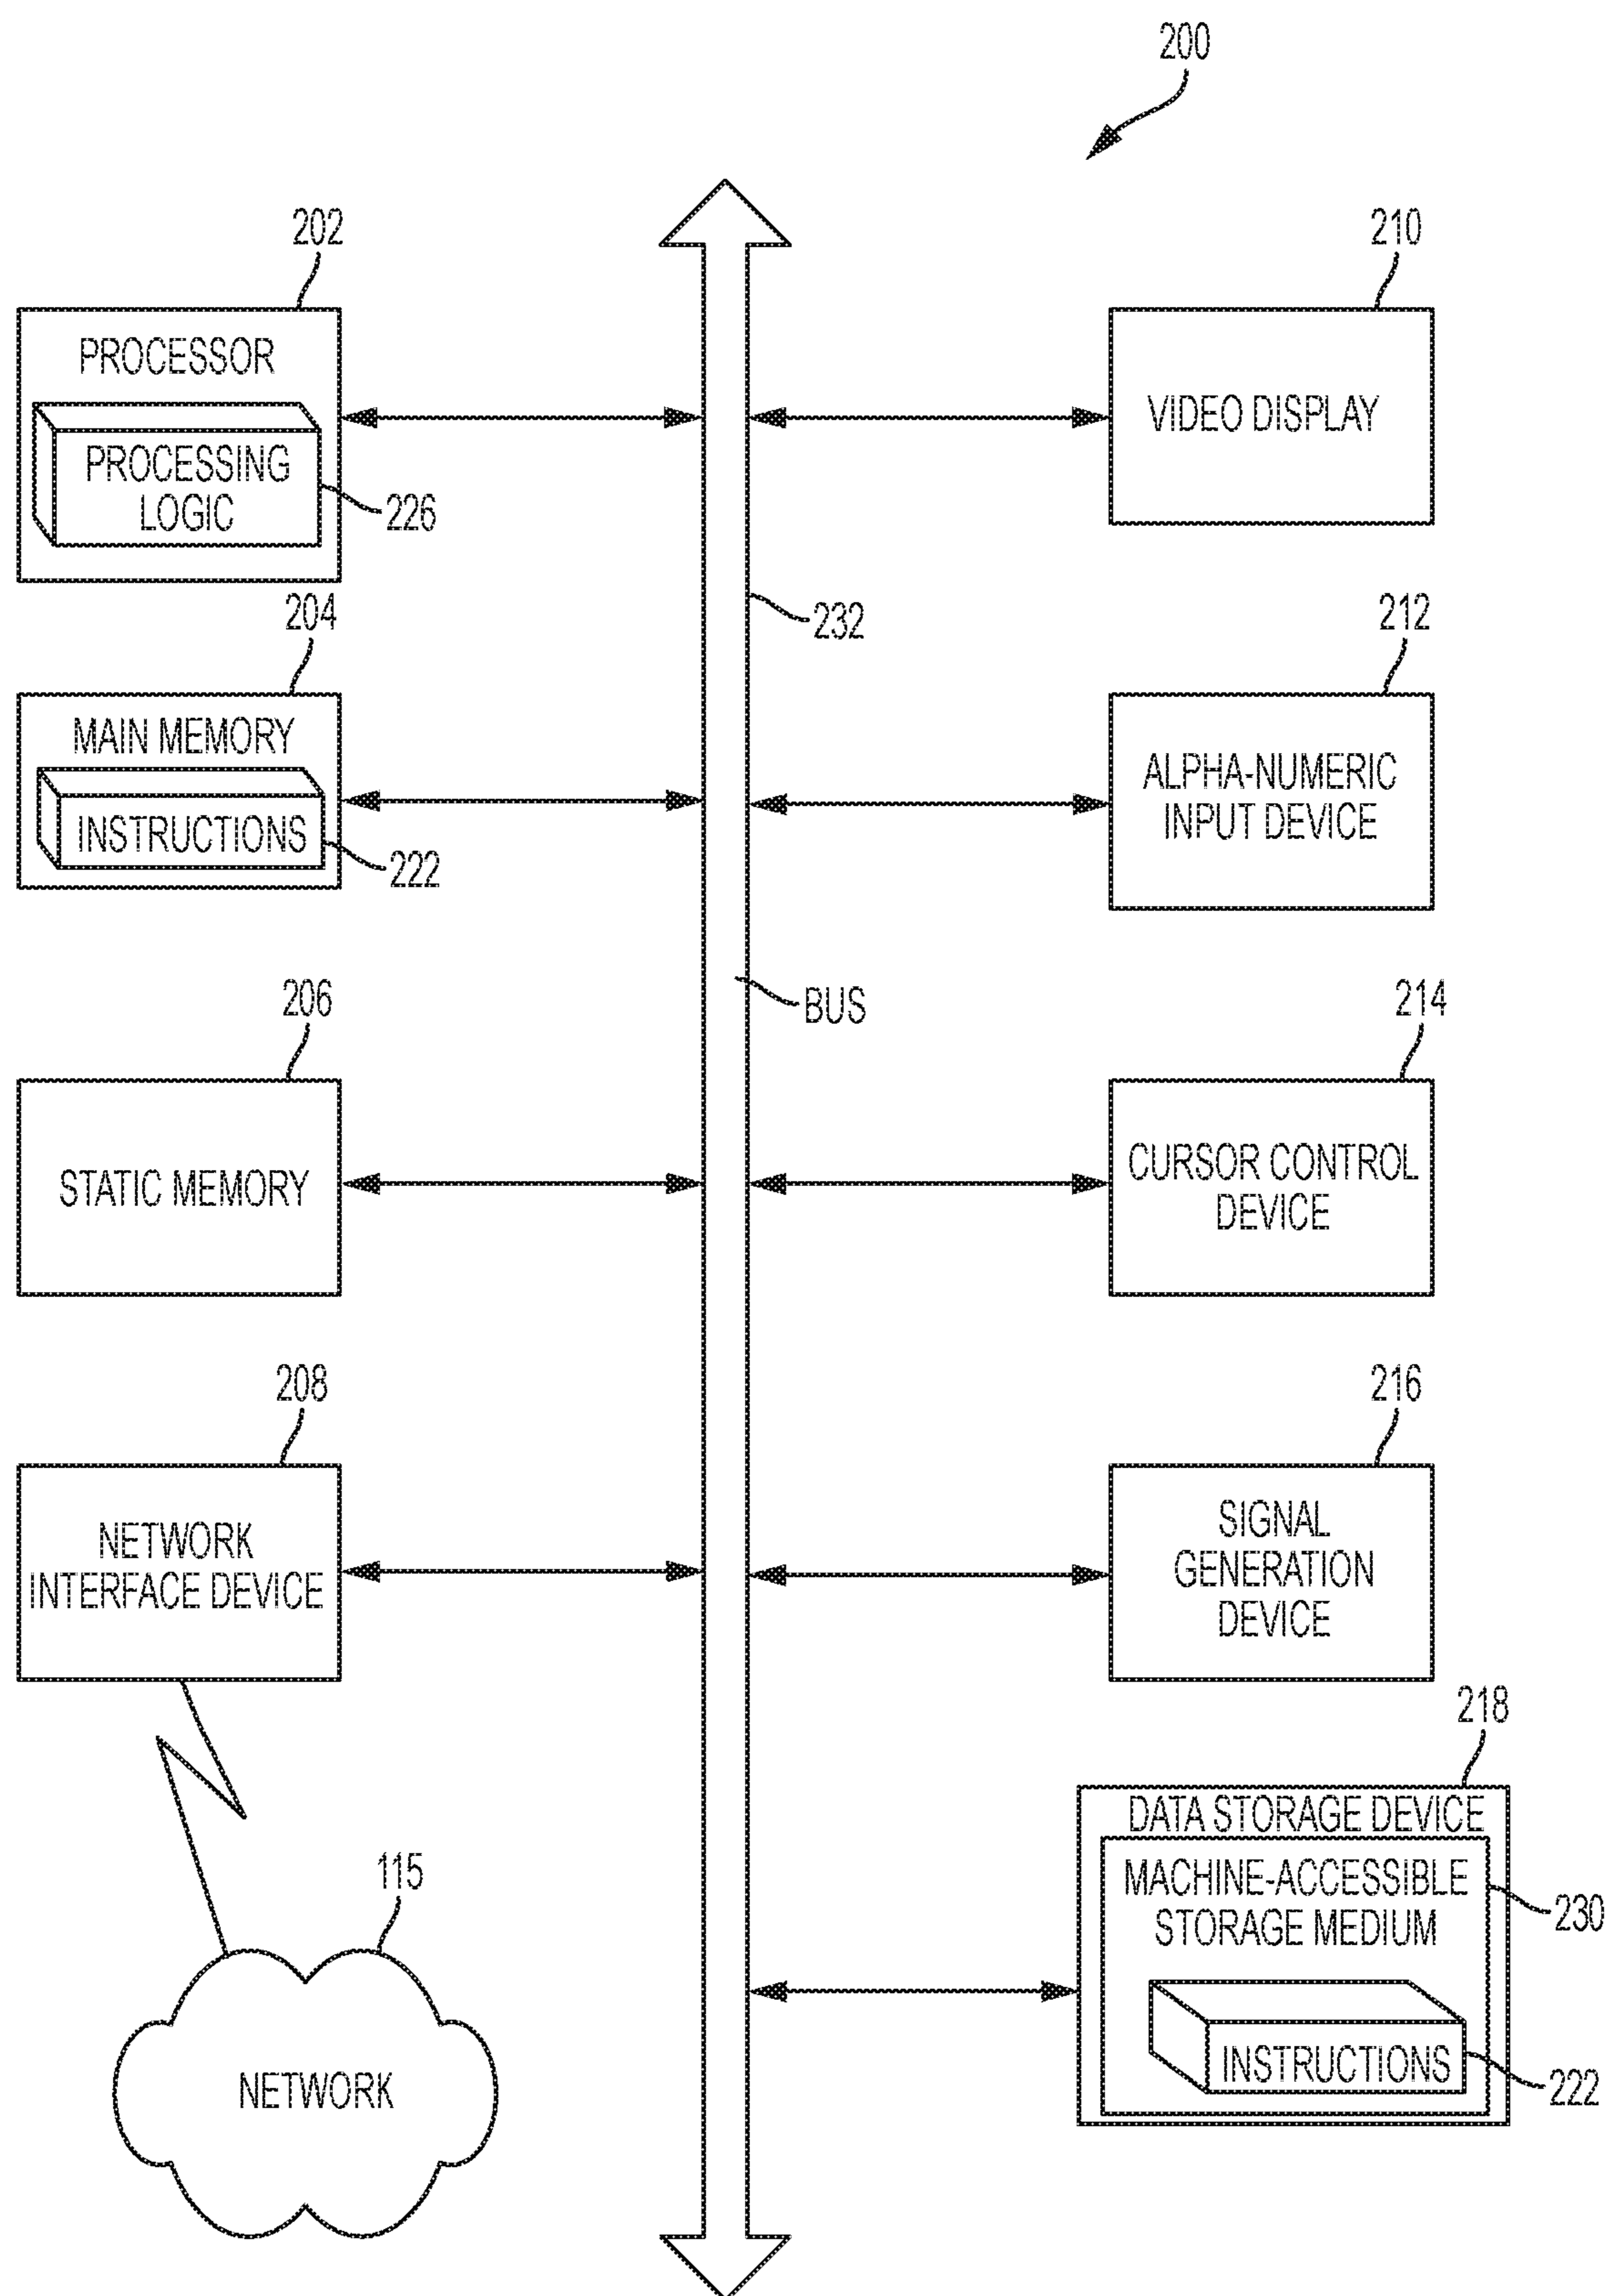 200
202
PROCESSOR
PROCESSING
LOGIC
226
210
VIDEO DISPLAY
232
204
MAIN MEMORY
INSTRUCTIONS
222
212
ALPHA-NUMERIC
INPUT DEVICE
BUS
206
STATIC MEMORY
214
CURSOR CONTROL
DEVICE
208
NETWORK
INTERFACE DEVICE
216
SIGNAL
GENERATION
DEVICE
115
NETWORK
218
DATA STORAGE DEVICE
MACHINE-ACCESSIBLE
STORAGE MEDIUM
230
INSTRUCTIONS
222